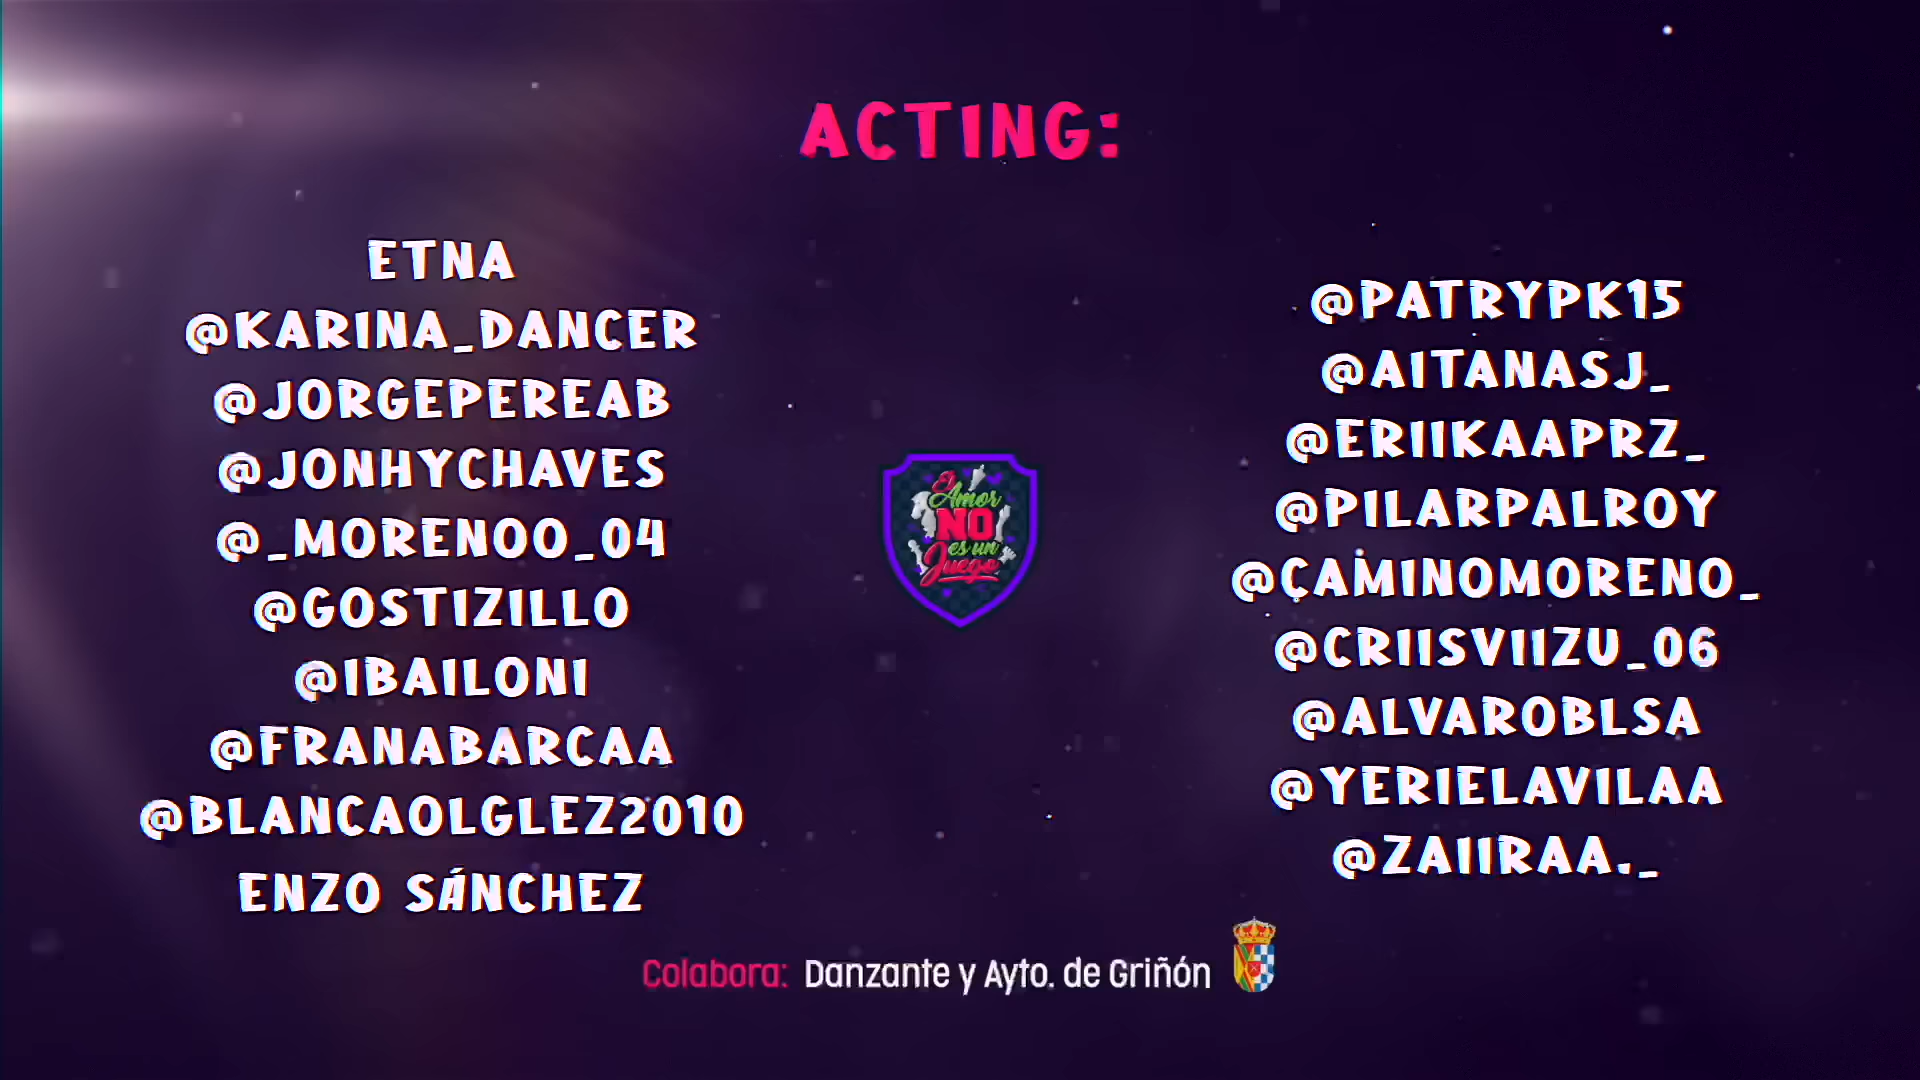 ACTING:
ETNA
@KARINA_DANCER
@JORGEPEREAB
@JONHYCHAVES
@_MORENOO_04
@GOSTIZILLO
@IBAILONI
@FRANABARCAA
@BLANCAOLGLEZ2010
ENZO SÁNCHEZ
El
Amor
NO
es un
Juego
@PATRYPK15
@AITANASJ_
@ERIIKAAPRZ_
@PILARPALROY
@CAMINOMORENO_
@CRIISVIIZU_06
@ALVAROBLSA
@YERIELAVILAA
@ZAIIRAA._
Colabora: Danzante y Ayto. de Griñón